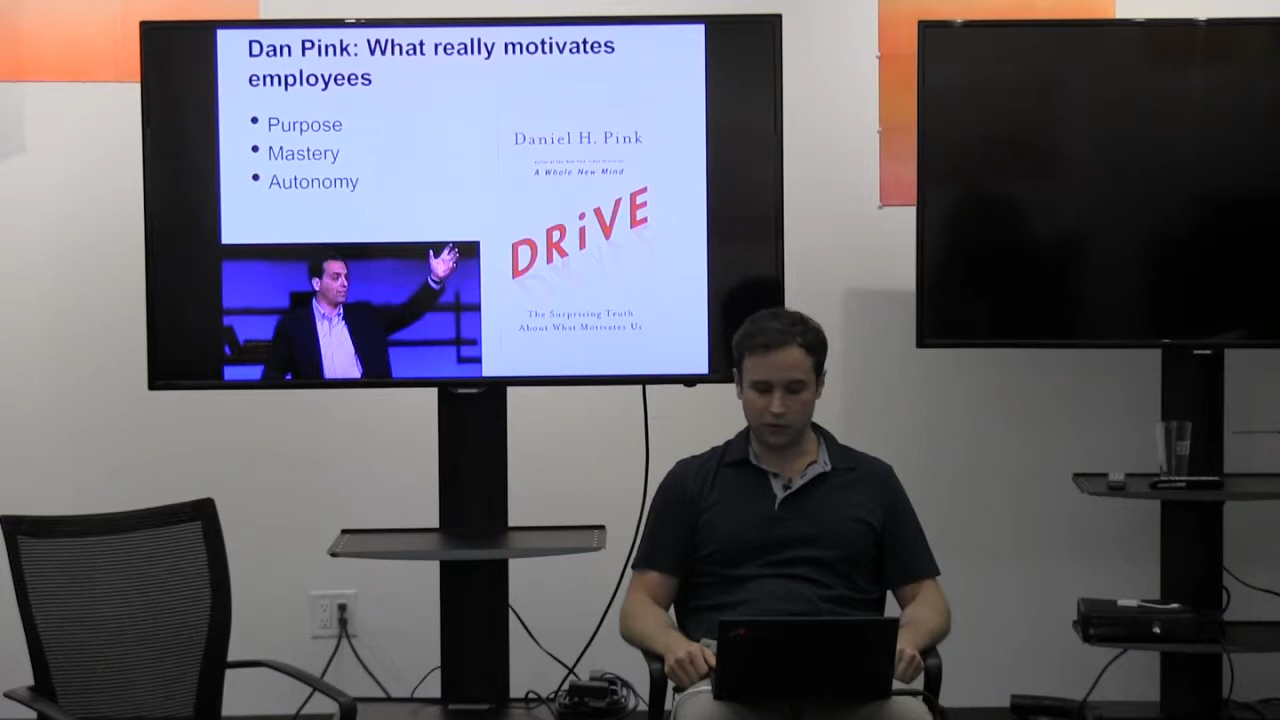 Dan Pink: What really motivates
employees
• Purpose
• Mastery
• Autonomy
Daniel H. Pink
A Whole New Mind
DRiVE
The Surprising Truth
About What Motivates Us